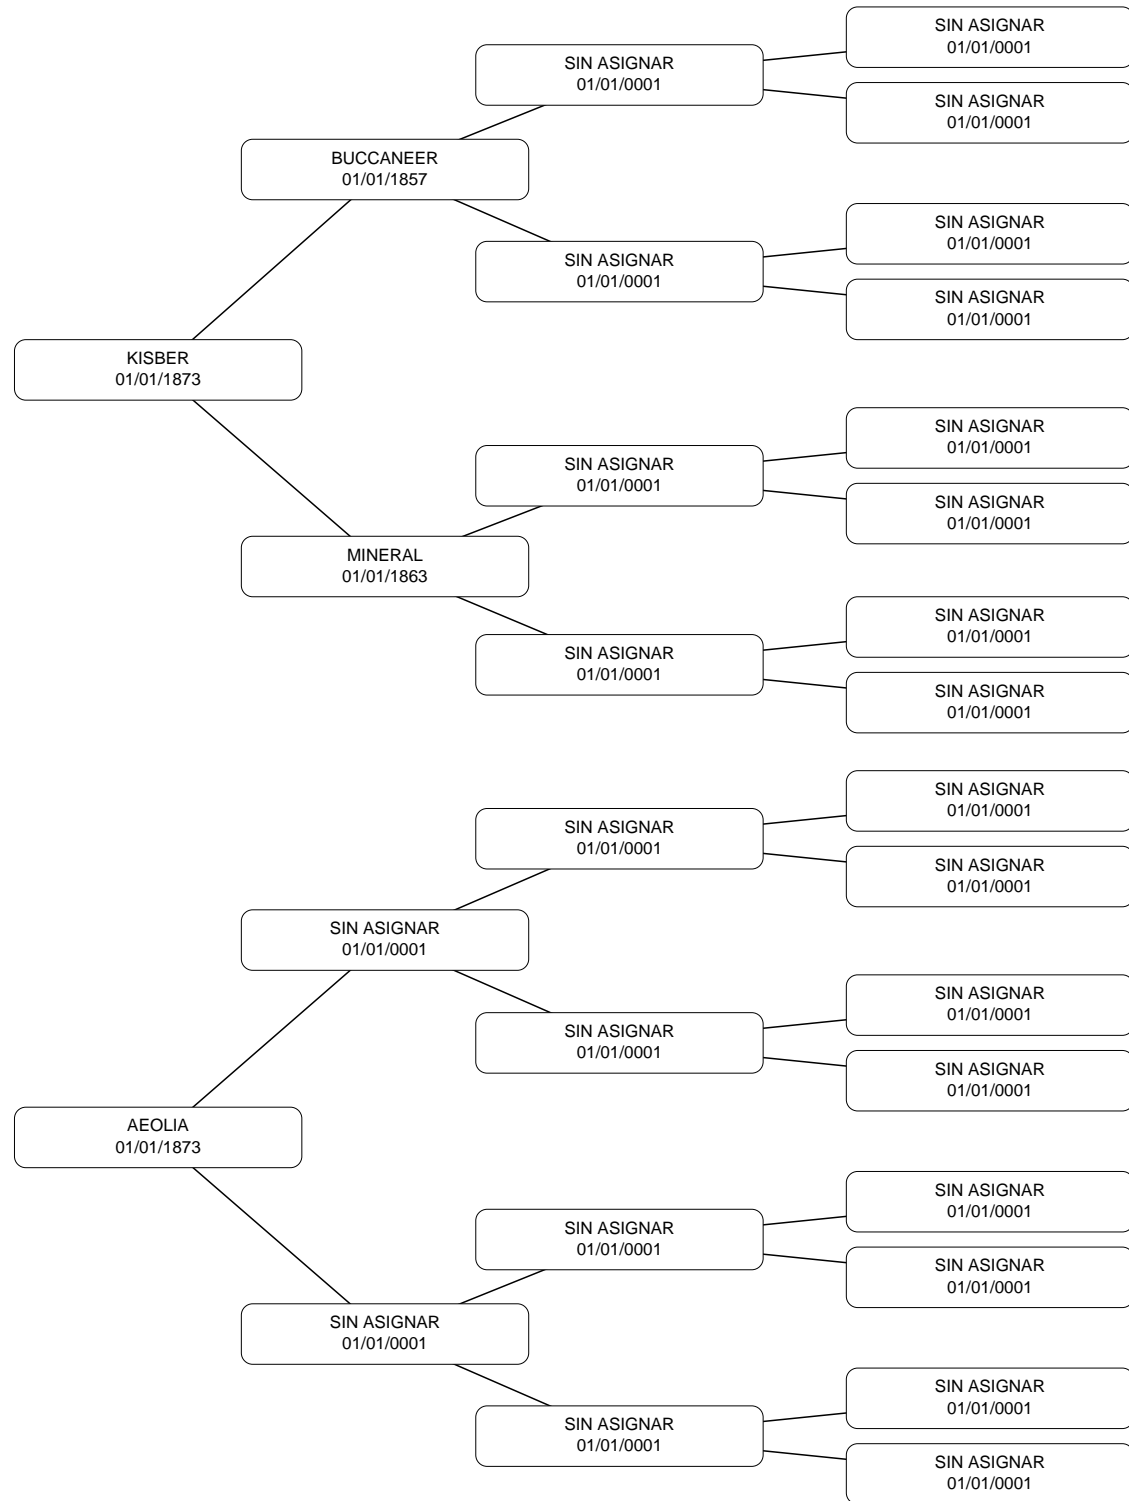 SIN ASIGNAR
01/01/0001
SIN ASIGNAR
01/01/0001
SIN ASIGNAR
01/01/0001
BUCCANEER
01/01/1857
SIN ASIGNAR
01/01/0001
SIN ASIGNAR
01/01/0001
SIN ASIGNAR
01/01/0001
KISBER
01/01/1873
SIN ASIGNAR
01/01/0001
SIN ASIGNAR
01/01/0001
SIN ASIGNAR
01/01/0001
MINERAL
01/01/1863
SIN ASIGNAR
01/01/0001
SIN ASIGNAR
01/01/0001
SIN ASIGNAR
01/01/0001
SIN ASIGNAR
01/01/0001
SIN ASIGNAR
01/01/0001
SIN ASIGNAR
01/01/0001
SIN ASIGNAR
01/01/0001
SIN ASIGNAR
01/01/0001
SIN ASIGNAR
01/01/0001
SIN ASIGNAR
01/01/0001
AEOLIA
01/01/1873
SIN ASIGNAR
01/01/0001
SIN ASIGNAR
01/01/0001
SIN ASIGNAR
01/01/0001
SIN ASIGNAR
01/01/0001
SIN ASIGNAR
01/01/0001
SIN ASIGNAR
01/01/0001
SIN ASIGNAR
01/01/0001